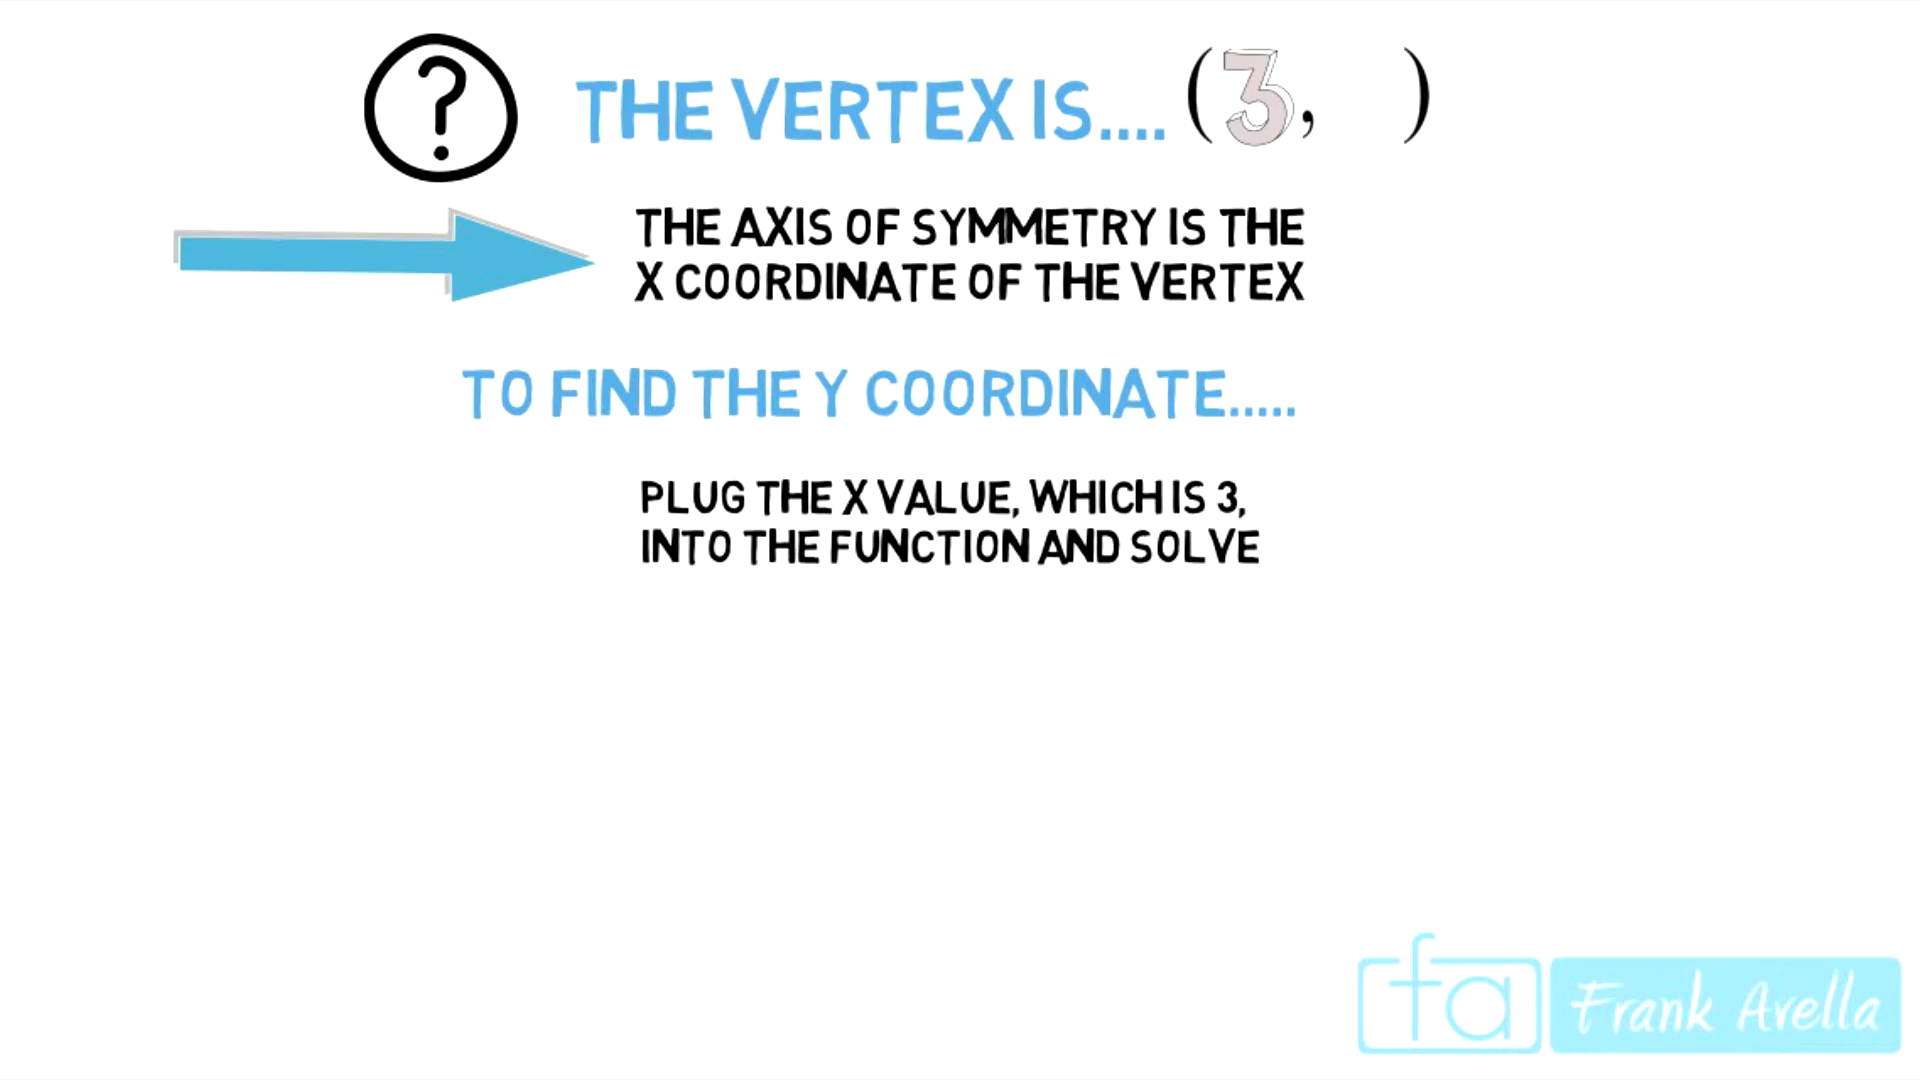 ?
THE VERTEX IS.... (3, )
THE AXIS OF SYMMETRY IS THE
X COORDINATE OF THE VERTEX
TO FIND THE Y COORDINATE.....
PLUG THE X VALUE, WHICH IS 3,
INTO THE FUNCTION AND SOLVE
fa Frank Avella